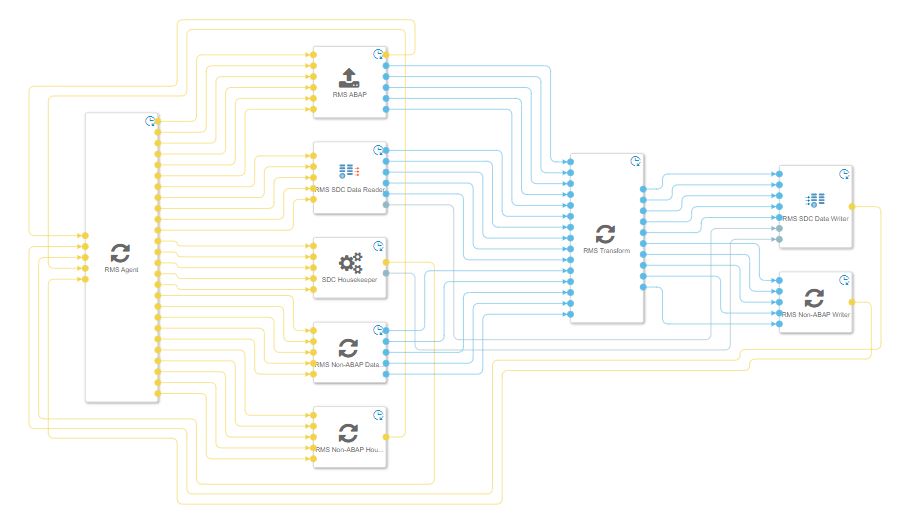 RMS ABAP
RMS SDC Data Reader
RMS Agent
SDC Housekeeper
RMS Non-ABAP Data...
RMS Non-ABAP Hou...
RMS Transform
RMS SDC Data Writer
RMS Non-ABAP Writer